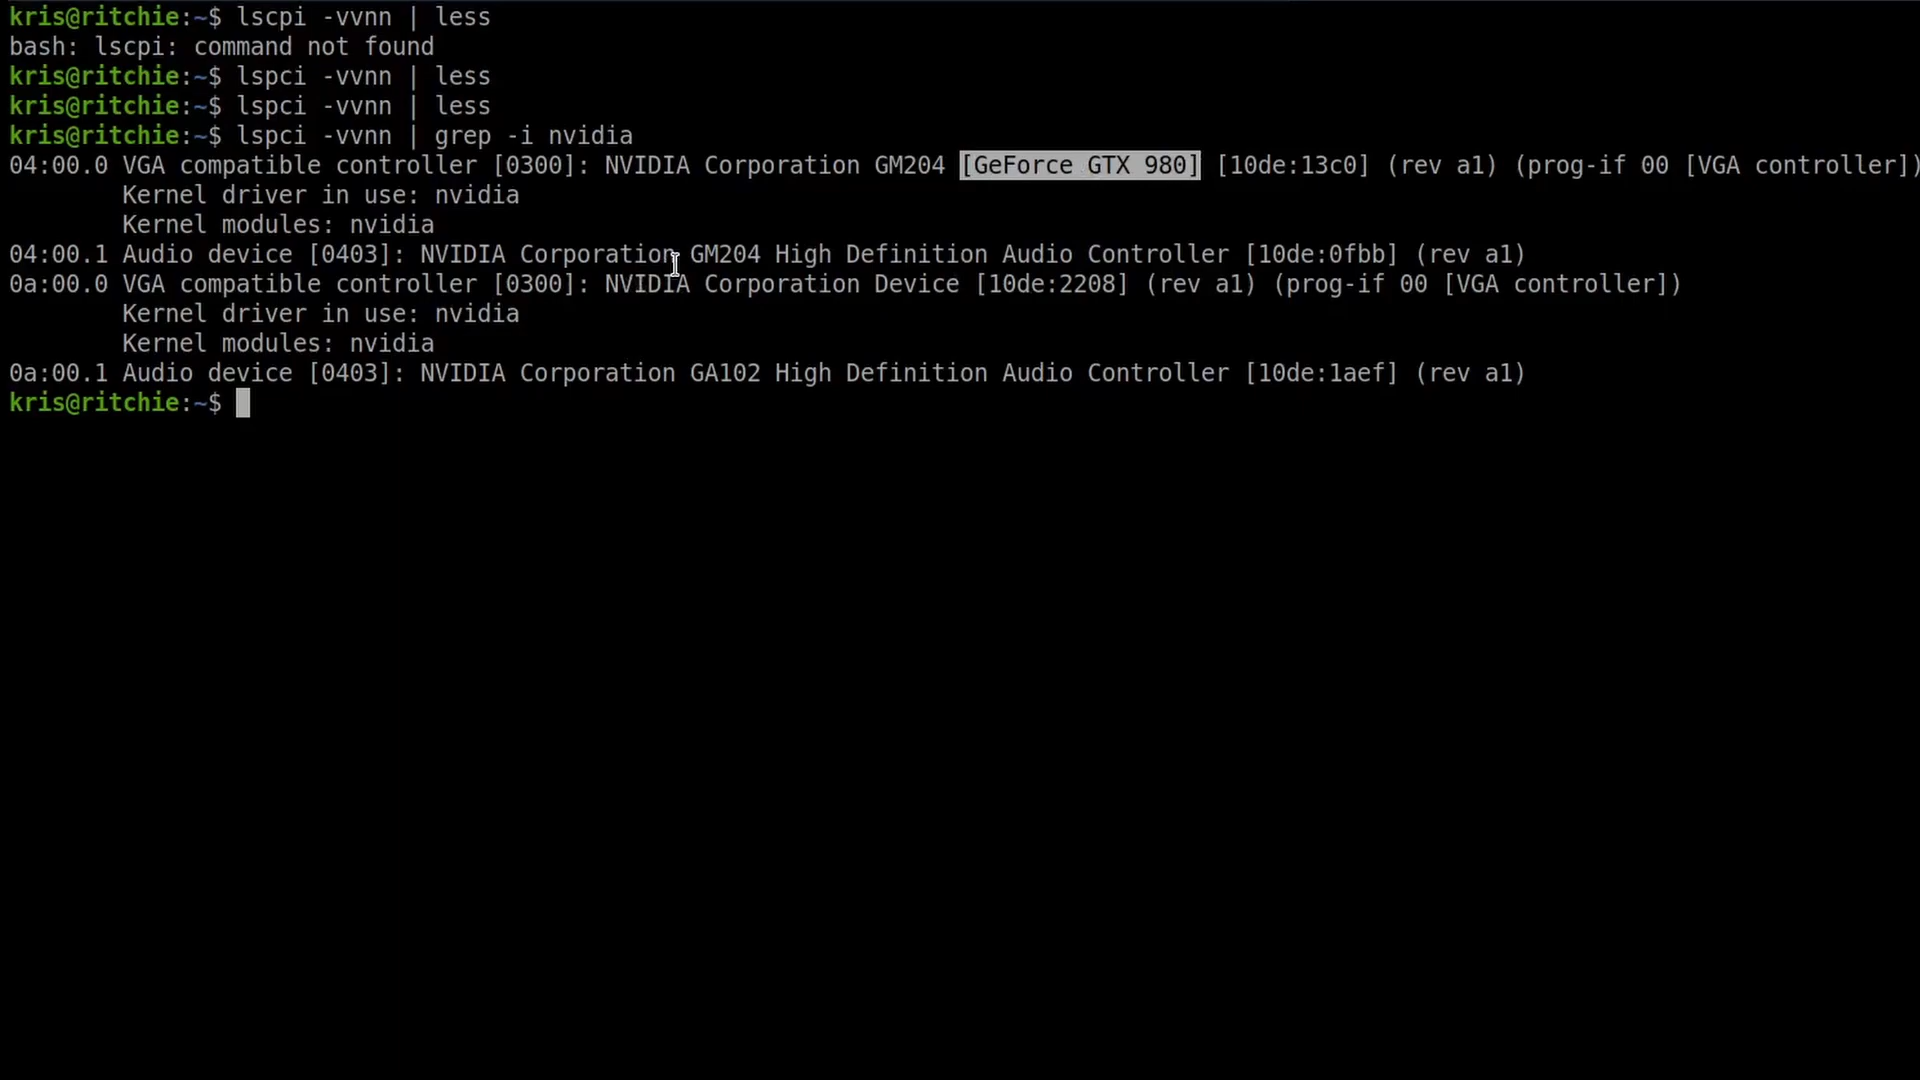 kris@ritchie:~$ lscpi -vvnn | less
bash: lscpi: command not found
kris@ritchie:~$ lspci -vvnn | less
kris@ritchie:~$ lspci -vvnn | less
kris@ritchie:~$ lspci -vvnn | grep -i nvidia
04:00.0 VGA compatible controller [0300]: NVIDIA Corporation GM204 [GeForce GTX 980] [10de:13c0] (rev a1) (prog-if 00 [VGA controller])
        Kernel driver in use: nvidia
        Kernel modules: nvidia
04:00.1 Audio device [0403]: NVIDIA Corporation GM204 High Definition Audio Controller [10de:0fbb] (rev a1)
0a:00.0 VGA compatible controller [0300]: NVIDIA Corporation Device [10de:2208] (rev a1) (prog-if 00 [VGA controller])
        Kernel driver in use: nvidia
        Kernel modules: nvidia
0a:00.1 Audio device [0403]: NVIDIA Corporation GA102 High Definition Audio Controller [10de:1aef] (rev a1)
kris@ritchie:~$